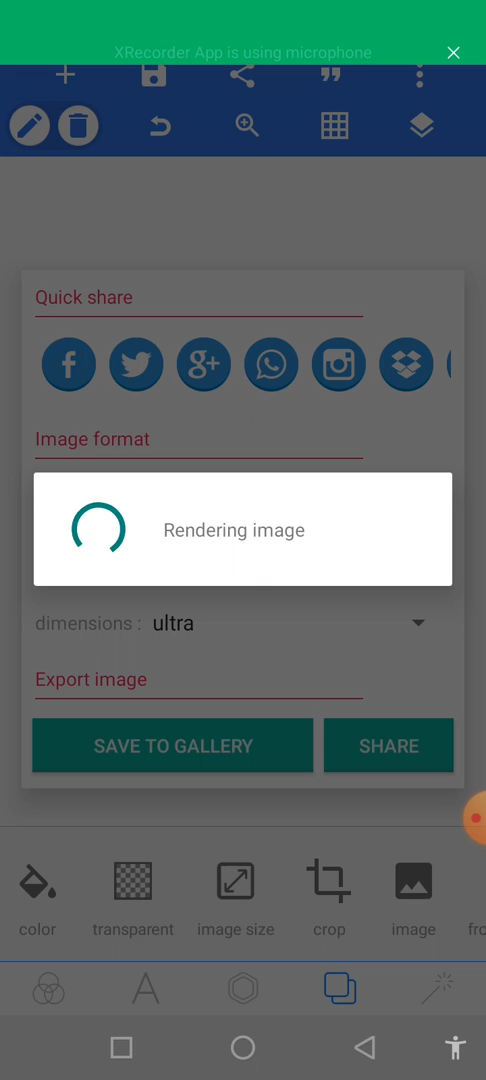 XRecorder App is using microphone
Quick share
Image format
Rendering image
dimensions : ultra
Export image
SAVE TO GALLERY
SHARE
color
transparent
image size
crop
image
fro